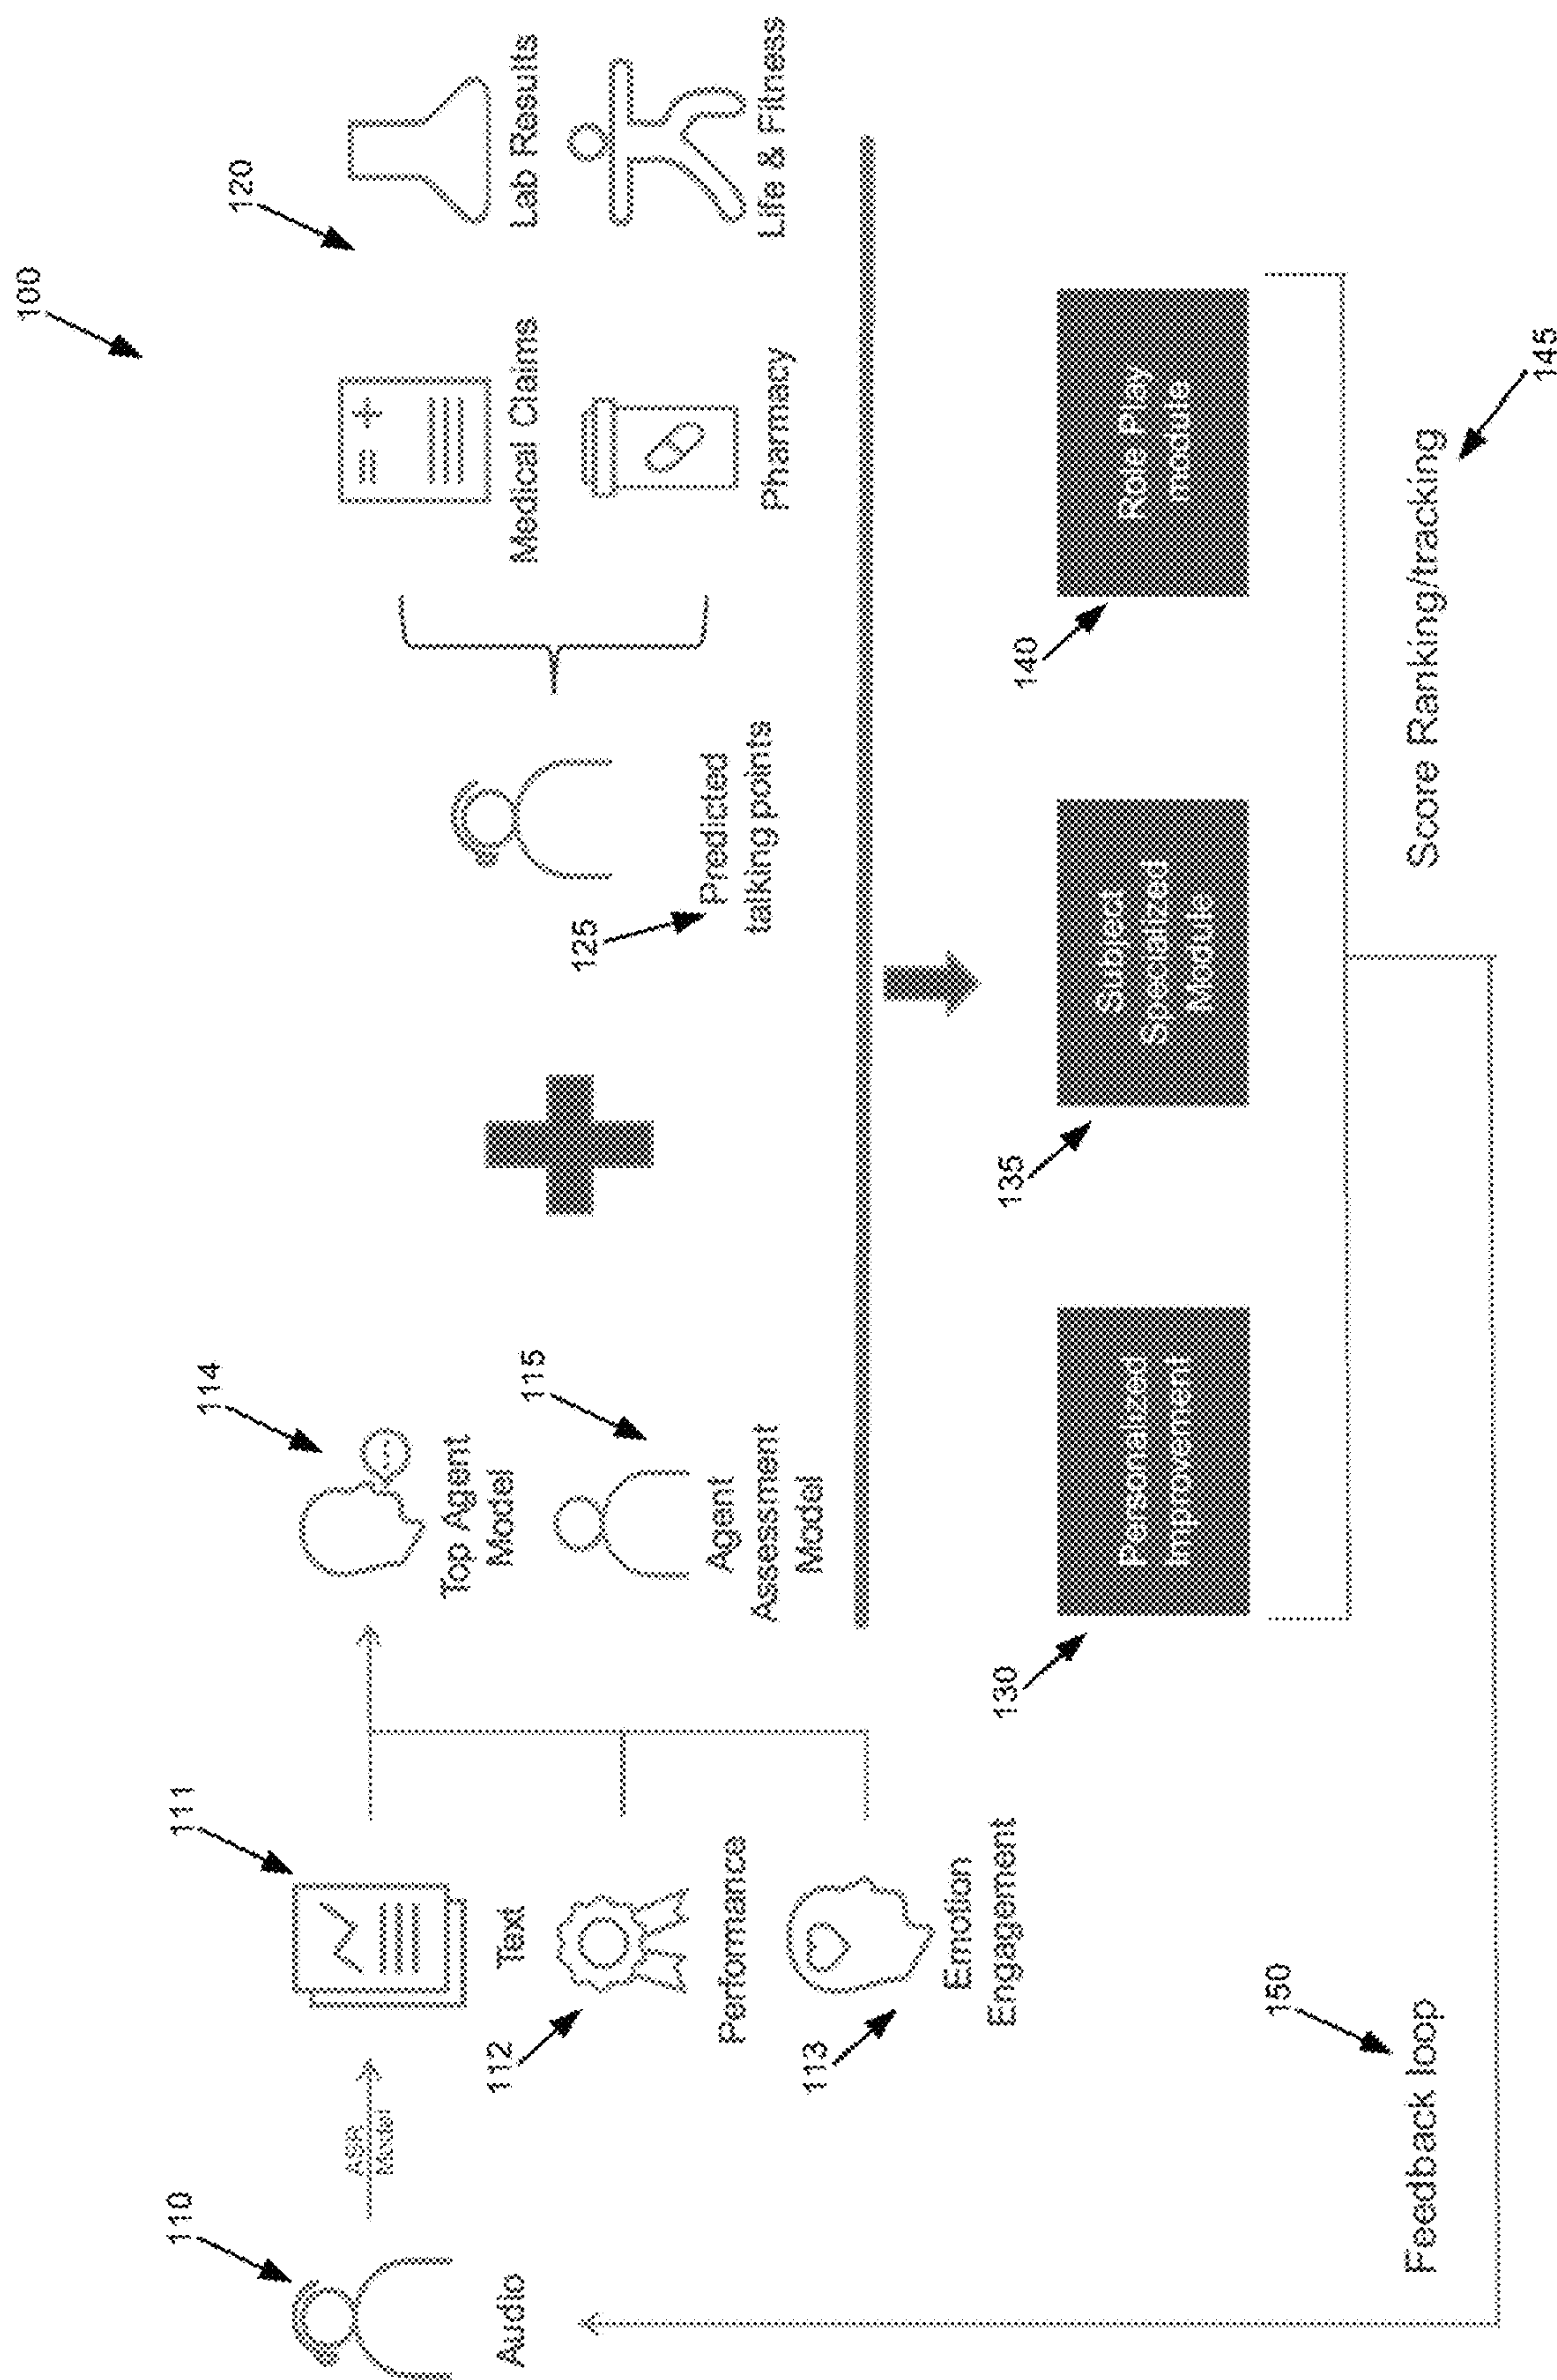 100
110
Audio
ASR
Model
111
Text
112
Performance
113
Emotion
Engagement
114
Top Agent
Model
115
Agent
Assessment
Model
125
Predicted
talking points
120
Medical Claims
Lab Results
Pharmacy
Life & Fitness
130
Personalized
Improvement
135
Subject
Specialized
Module
140
Role Play
module
Feedback loop
150
Score Ranking/tracking
145